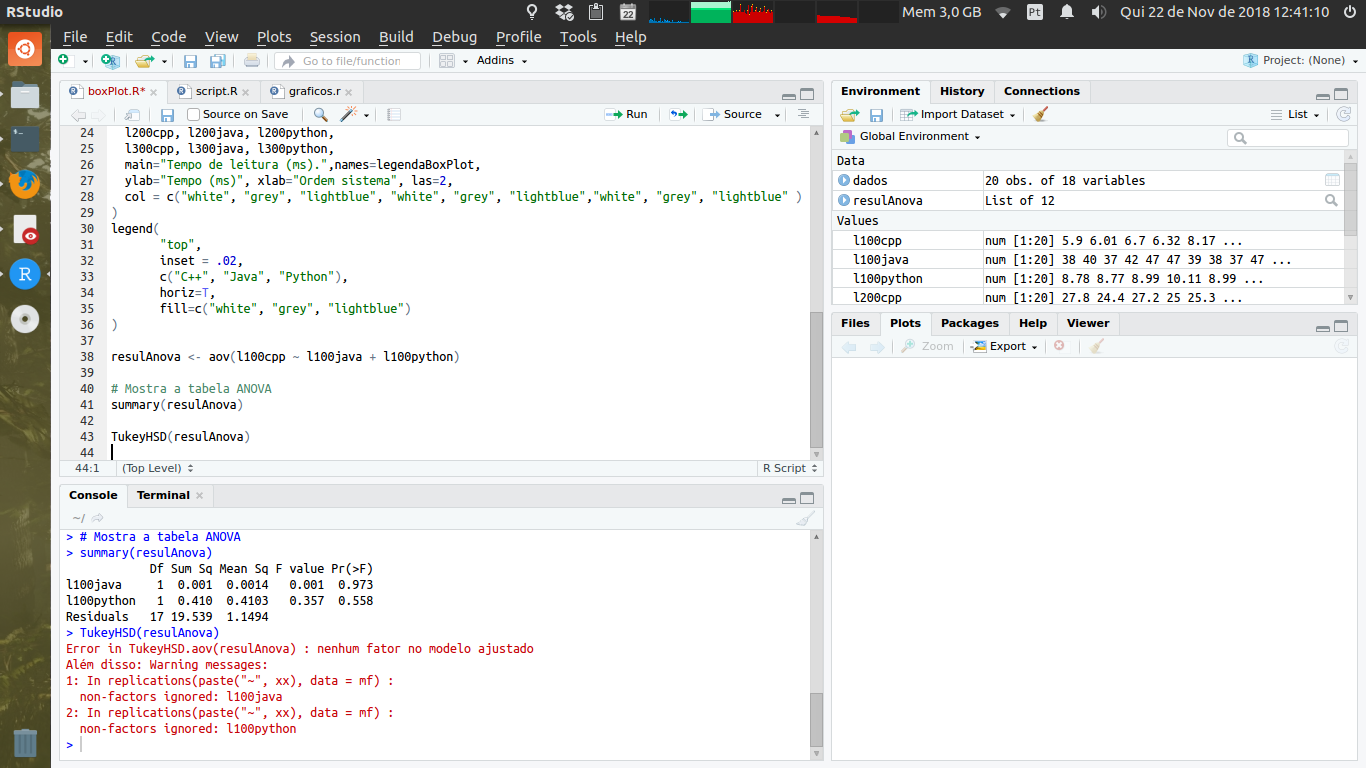 RStudio
22
Mem 3,0 GB
Pt
Qui 22 de Nov de 2018 12:41:10
File Edit Code View Plots Session Build Debug Profile Tools Help
Go to file/function
Addins
Project: (None)
boxPlot.R* script.R graficos.r
Source on Save
Run
Source
24 l200cpp, l200java, l200python,
25 l300cpp, l300java, l300python,
26 main="Tempo de leitura (ms).",names=legendaBoxPlot,
27 ylab="Tempo (ms)", xlab="Ordem sistema", las=2,
28 col = c("white", "grey", "lightblue", "white", "grey", "lightblue","white", "grey", "lightblue" )
29 )
30 legend(
31 "top",
32 inset = .02,
33 c("C++", "Java", "Python"),
34 horiz=T,
35 fill=c("white", "grey", "lightblue")
36 )
37
38 resulAnova <- aov(l100cpp ~ l100java + l100python)
39
40 # Mostra a tabela ANOVA
41 summary(resulAnova)
42
43 TukeyHSD(resulAnova)
44
44:1 (Top Level) R Script
Console Terminal
~/
> # Mostra a tabela ANOVA
> summary(resulAnova)
Df Sum Sq Mean Sq F value Pr(>F)
l100java 1 0.001 0.0014 0.001 0.973
l100python 1 0.410 0.4103 0.357 0.558
Residuals 17 19.539 1.1494
> TukeyHSD(resulAnova)
Error in TukeyHSD.aov(resulAnova) : nenhum fator no modelo ajustado
Além disso: Warning messages:
1: In replications(paste("~", xx), data = mf) :
non-factors ignored: l100java
2: In replications(paste("~", xx), data = mf) :
non-factors ignored: l100python
>
Environment History Connections
Import Dataset
List
Global Environment
Data
dados 20 obs. of 18 variables
resulAnova List of 12
Values
l100cpp num [1:20] 5.9 6.01 6.7 6.32 8.17 ...
l100java num [1:20] 38 40 37 42 47 47 39 38 37 47 ...
l100python num [1:20] 8.78 8.77 8.99 10.11 8.99 ...
l200cpp num [1:20] 27.8 24.4 27.2 25 25.3 ...
Files Plots Packages Help Viewer
Zoom
Export